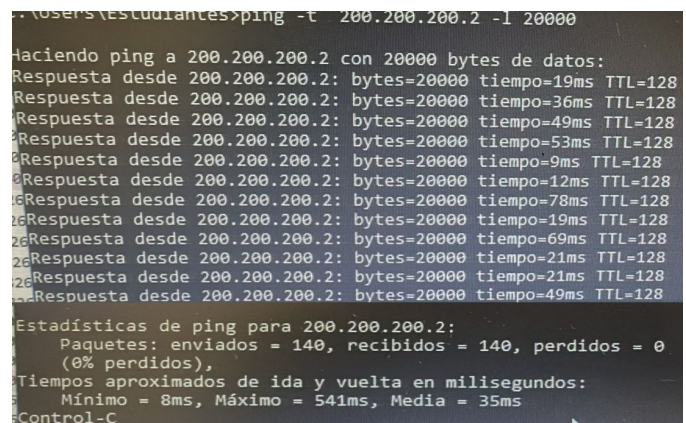 :\Users\Estudiantes>ping -t 200.200.200.2 -l 20000
Haciendo ping a 200.200.200.2 con 20000 bytes de datos:
Respuesta desde 200.200.200.2: bytes=20000 tiempo=19ms TTL=128
Respuesta desde 200.200.200.2: bytes=20000 tiempo=36ms TTL=128
Respuesta desde 200.200.200.2: bytes=20000 tiempo=49ms TTL=128
Respuesta desde 200.200.200.2: bytes=20000 tiempo=53ms TTL=128
Respuesta desde 200.200.200.2: bytes=20000 tiempo=9ms TTL=128
Respuesta desde 200.200.200.2: bytes=20000 tiempo=12ms TTL=128
Respuesta desde 200.200.200.2: bytes=20000 tiempo=78ms TTL=128
Respuesta desde 200.200.200.2: bytes=20000 tiempo=19ms TTL=128
Respuesta desde 200.200.200.2: bytes=20000 tiempo=69ms TTL=128
Respuesta desde 200.200.200.2: bytes=20000 tiempo=21ms TTL=128
Respuesta desde 200.200.200.2: bytes=20000 tiempo=21ms TTL=128
Respuesta desde 200.200.200.2: bytes=20000 tiempo=49ms TTL=128
Estadísticas de ping para 200.200.200.2:
Paquetes: enviados = 140, recibidos = 140, perdidos = 0
(0% perdidos),
Tiempos aproximados de ida y vuelta en milisegundos:
Mínimo = 8ms, Máximo = 541ms, Media = 35ms
Control-C